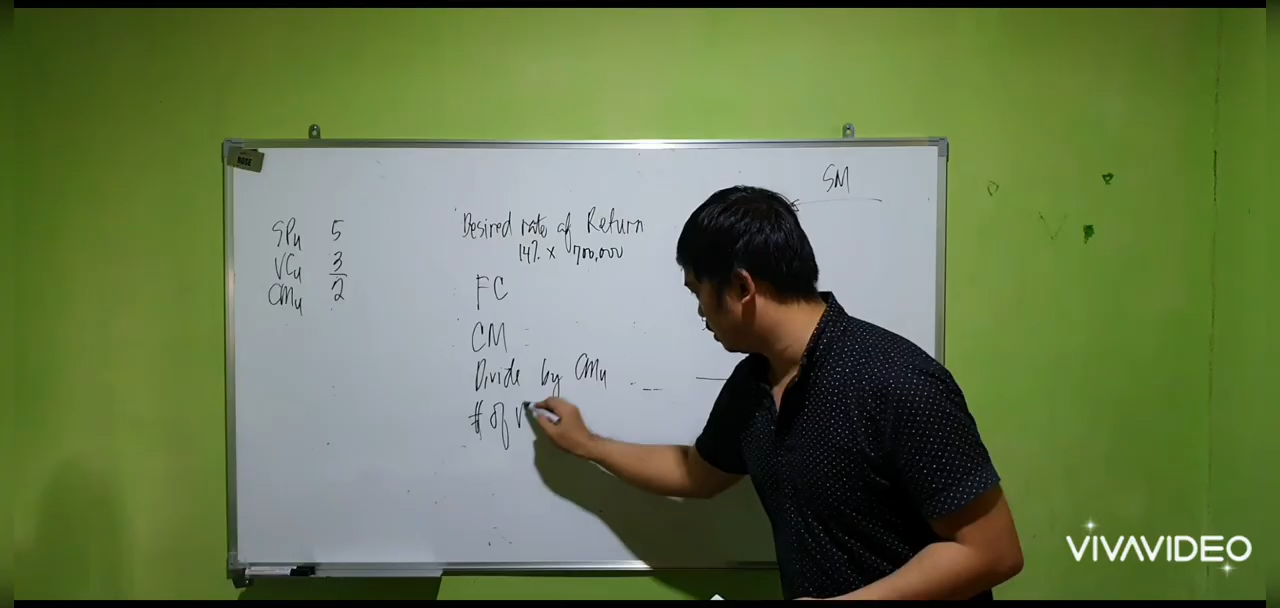 SM
SPu 5
VCu 3
CMu 2
Desired rate of Return
14% x 700,000
FC
CM
Divide by CMu
# of
VIVAVIDEO